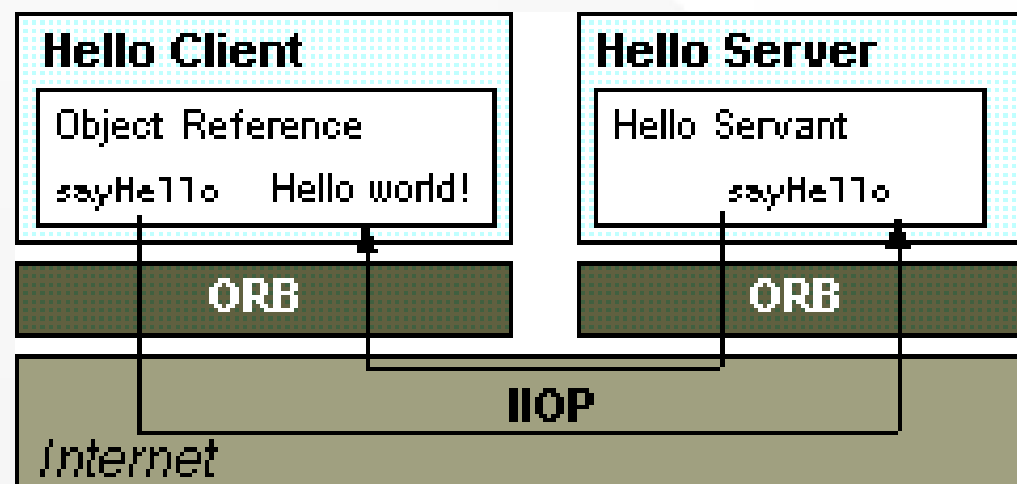 Hello Client
Object Reference
sayHello Hello world!
ORB
Hello Server
Hello Servant
sayHello
ORB
IIOP
Internet